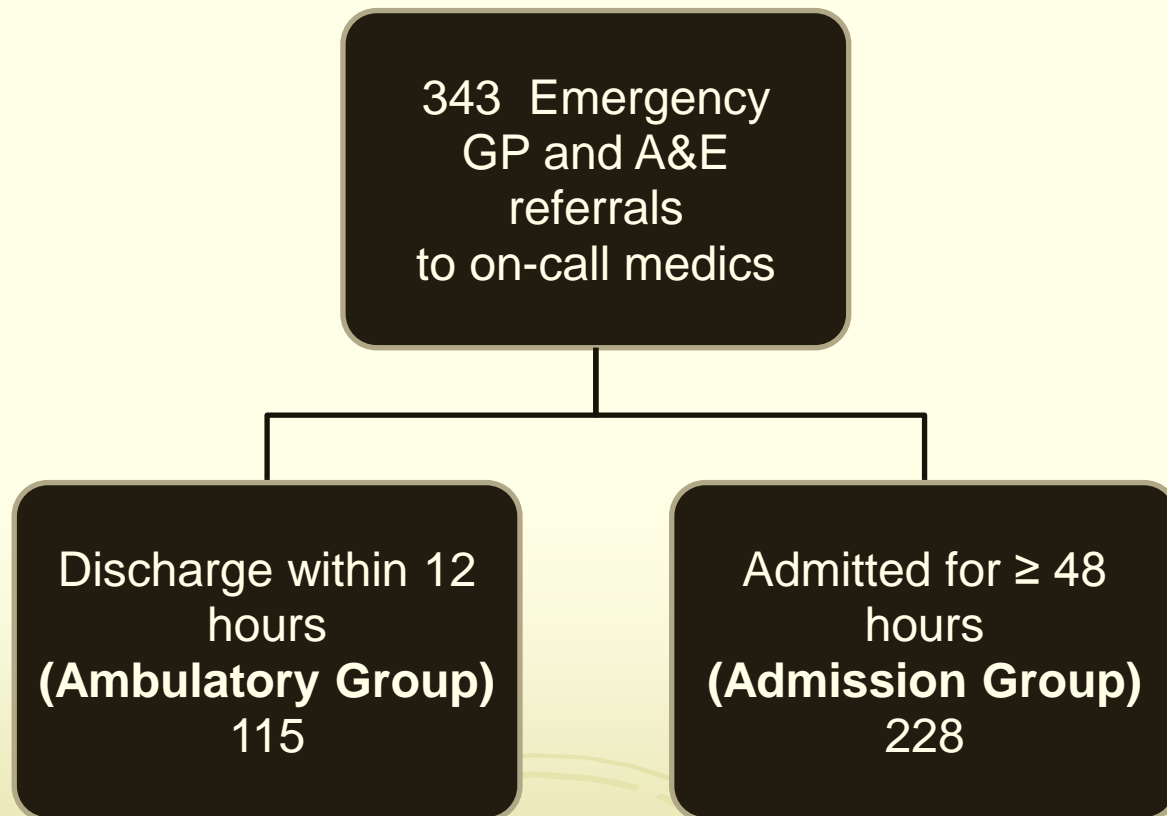 343 Emergency
GP and A&E
referrals
to on-call medics
Discharge within 12
hours
(Ambulatory Group)
115
Admitted for ≥ 48
hours
(Admission Group)
228